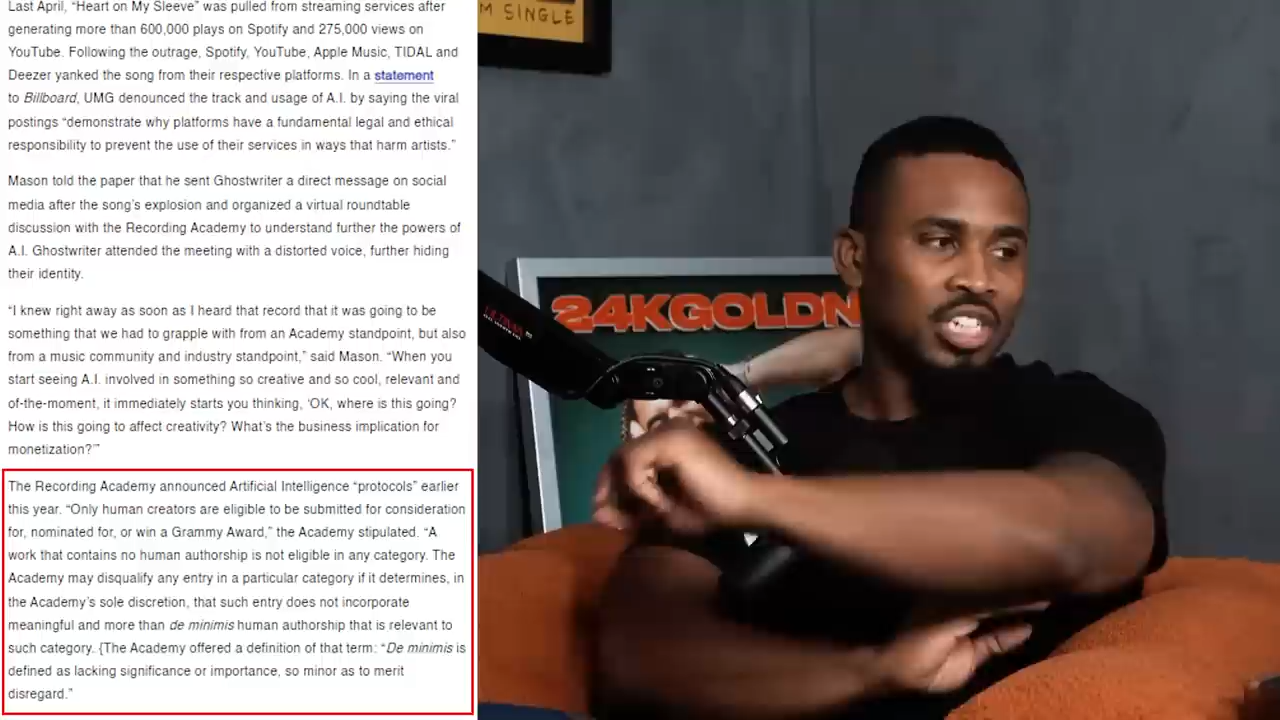 Last April, “Heart on My Sleeve” was pulled from streaming services after
generating more than 600,000 plays on Spotify and 275,000 views on
YouTube. Following the outrage, Spotify, YouTube, Apple Music, TIDAL and
Deezer yanked the song from their respective platforms. In a statement
to Billboard, UMG denounced the track and usage of A.I. by saying the viral
postings “demonstrate why platforms have a fundamental legal and ethical
responsibility to prevent the use of their services in ways that harm artists.”
Mason told the paper that he sent Ghostwriter a direct message on social
media after the song’s explosion and organized a virtual roundtable
discussion with the Recording Academy to understand further the powers of
A.I. Ghostwriter attended the meeting with a distorted voice, further hiding
their identity.
“I knew right away as soon as I heard that record that it was going to be
something that we had to grapple with from an Academy standpoint, but also
from a music community and industry standpoint,” said Mason. “When you
start seeing A.I. involved in something so creative and so cool, relevant and
of-the-moment, it immediately starts you thinking, ‘OK, where is this going?
How is this going to affect creativity? What’s the business implication for
monetization?’”
The Recording Academy announced Artificial Intelligence “protocols” earlier
this year. “Only human creators are eligible to be submitted for consideration
for, nominated for, or win a Grammy Award,” the Academy stipulated. “A
work that contains no human authorship is not eligible in any category. The
Academy may disqualify any entry in a particular category if it determines, in
the Academy’s sole discretion, that such entry does not incorporate
meaningful and more than de minimis human authorship that is relevant to
such category. {The Academy offered a definition of that term: “De minimis is
defined as lacking significance or importance, so minor as to merit
disregard.”
M SINGLE
24KGOLDN